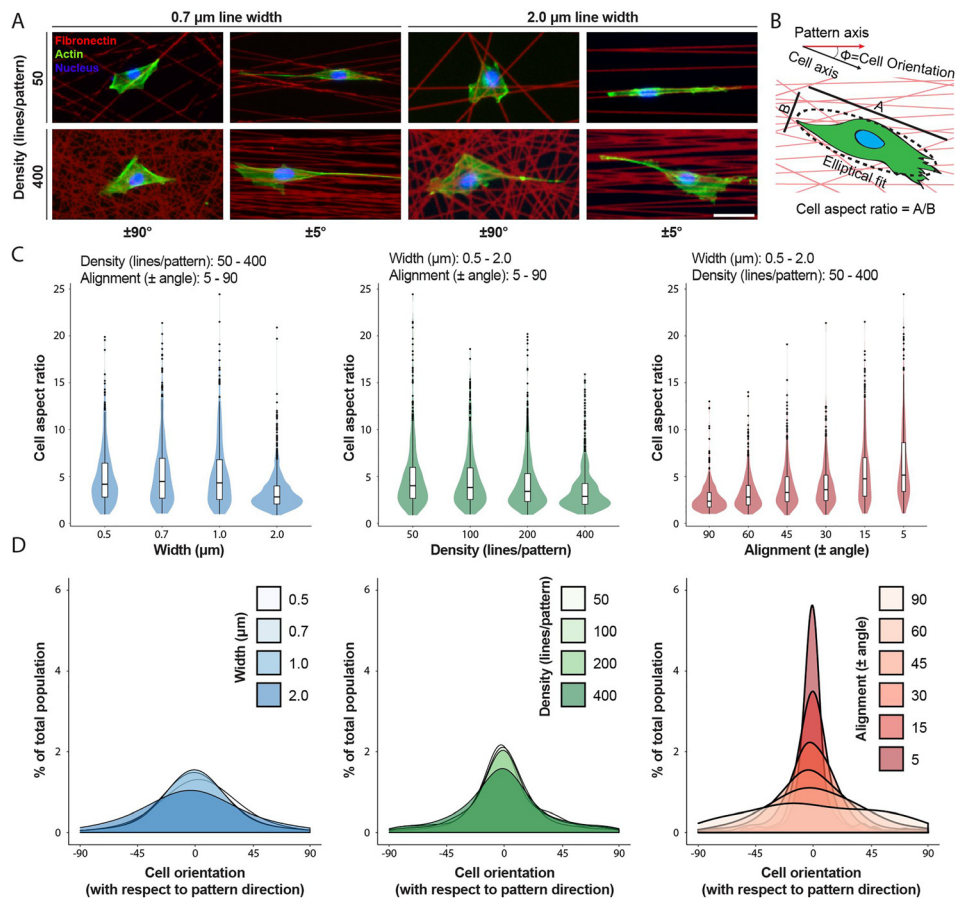 A
0.7 µm line width
2.0 µm line width
Fibronectin
Actin
Nucleus
Density (lines/pattern)
50
400
±90°
±5°
±90°
±5°
B
Pattern axis
Φ=Cell Orientation
Cell axis
A
B
Elliptical fit
Cell aspect ratio = A/B
C
Density (lines/pattern): 50 - 400
Alignment (± angle): 5 - 90
Cell aspect ratio
25
20
15
10
5
0
0.5 0.7 1.0 2.0
Width (µm)
Width (µm): 0.5 - 2.0
Alignment (± angle): 5 - 90
Cell aspect ratio
25
20
15
10
5
0
50 100 200 400
Density (lines/pattern)
Width (µm): 0.5 - 2.0
Density (lines/pattern): 50 - 400
Cell aspect ratio
25
20
15
10
5
0
90 60 45 30 15 5
Alignment (± angle)
D
% of total population
6
4
2
0
Width (µm)
0.5
0.7
1.0
2.0
-90 -45 0 45 90
Cell orientation
(with respect to pattern direction)
% of total population
6
4
2
0
Density (lines/pattern)
50
100
200
400
-90 -45 0 45 90
Cell orientation
(with respect to pattern direction)
% of total population
6
4
2
0
Alignment (± angle)
90
60
45
30
15
5
-90 -45 0 45 90
Cell orientation
(with respect to pattern direction)